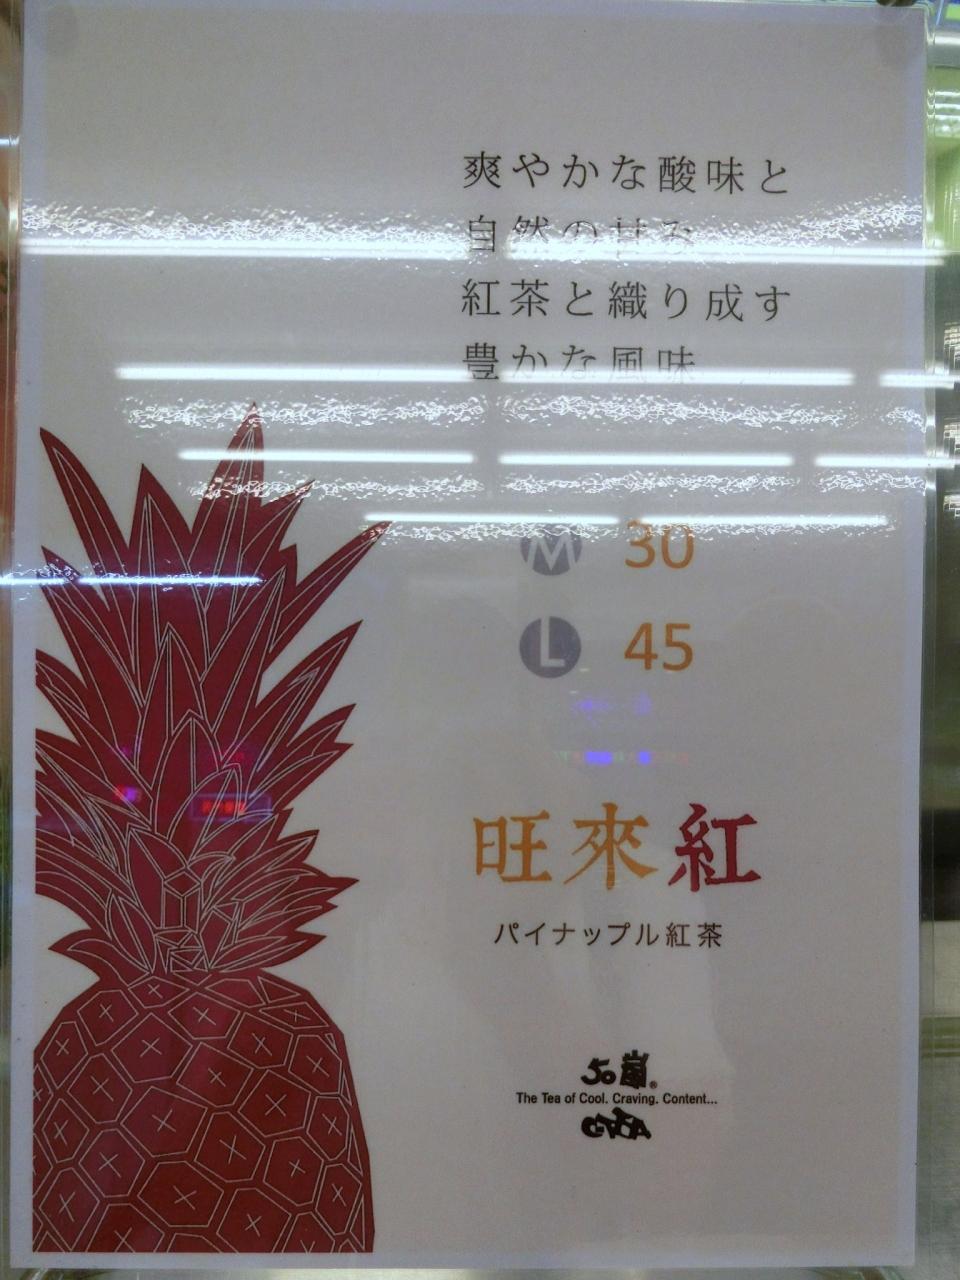 爽やかな酸味と
自然の甘み
紅茶と織り成す
豊かな風味
M 30
L 45
旺來紅
パイナップル紅茶
50嵐®
The Tea of Cool. Craving. Content...